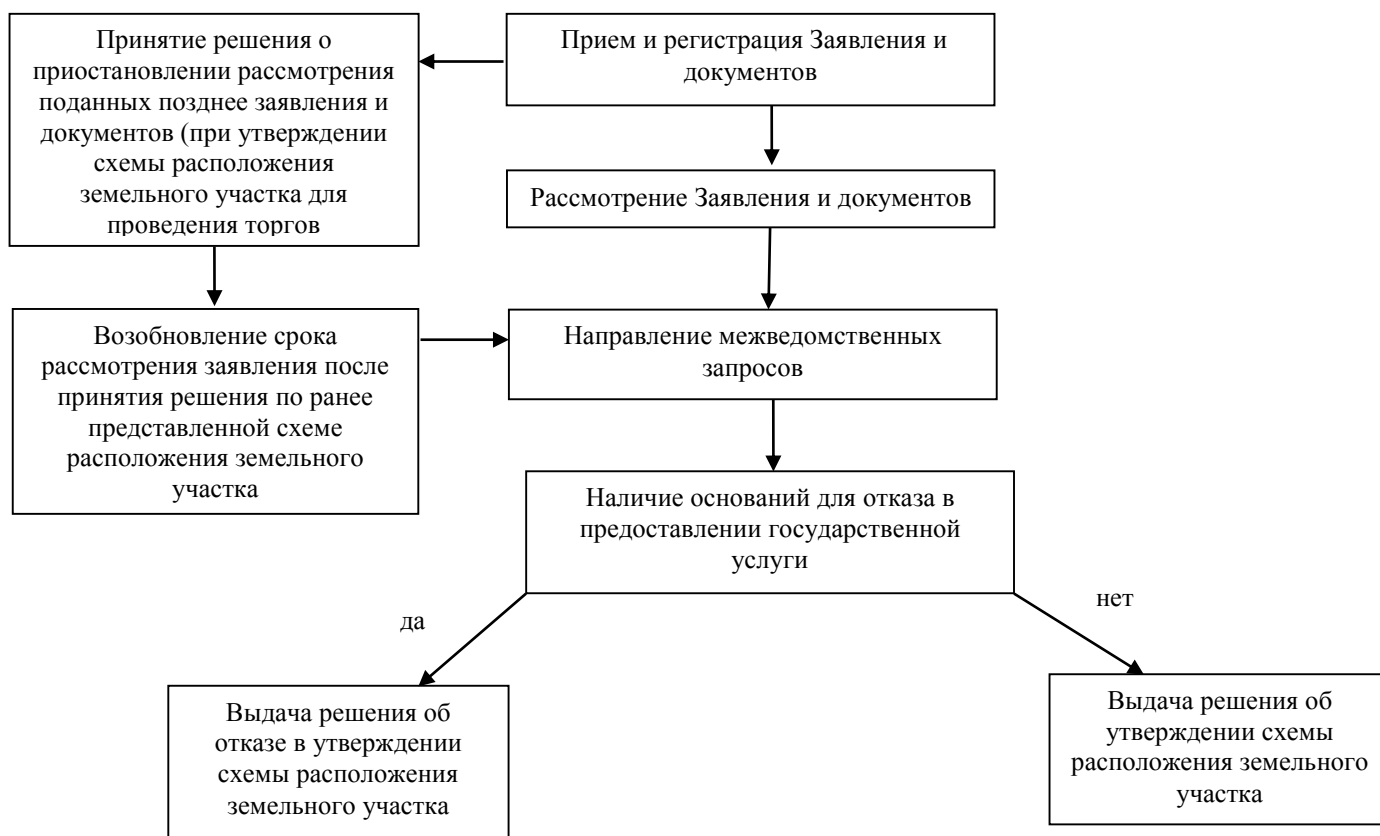 Принятие решения о
приостановлении рассмотрения
поданных позднее заявления и
документов (при утверждении
схемы расположения
земельного участка для
проведения торгов
Прием и регистрация Заявления и
документов
Рассмотрение Заявления и документов
Возобновление срока
рассмотрения заявления после
принятия решения по ранее
представленной схеме
расположения земельного
участка
Направление межведомственных
запросов
Наличие оснований для отказа в
предоставлении государственной
услуги
да
нет
Выдача решения об
отказе в утверждении
схемы расположения
земельного участка
Выдача решения об
утверждении схемы
расположения земельного
участка